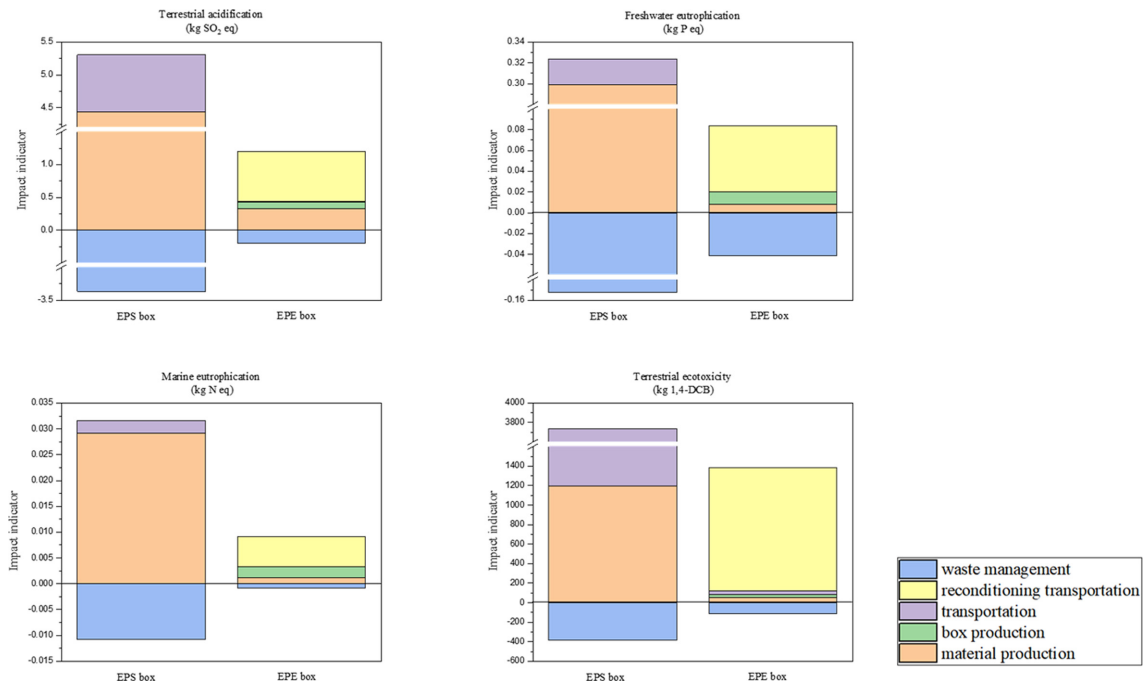 Terrestrial acidification
(kg SO₂ eq)
Impact indicator
5.5
5.0
4.5
1.0
0.5
0.0
-3.5
EPS box
EPE box
Freshwater eutrophication
(kg P eq)
Impact indicator
0.34
0.32
0.30
0.08
0.06
0.04
0.02
0.00
-0.02
-0.04
-0.16
EPS box
EPE box
Marine eutrophication
(kg N eq)
Impact indicator
0.035
0.030
0.025
0.020
0.015
0.010
0.005
0.000
-0.005
-0.010
-0.015
EPS box
EPE box
Terrestrial ecotoxicity
(kg 1,4-DCB)
Impact indicator
4000
3800
1400
1200
1000
800
600
400
200
0
-200
-400
-600
EPS box
EPE box
waste management
reconditioning transportation
transportation
box production
material production